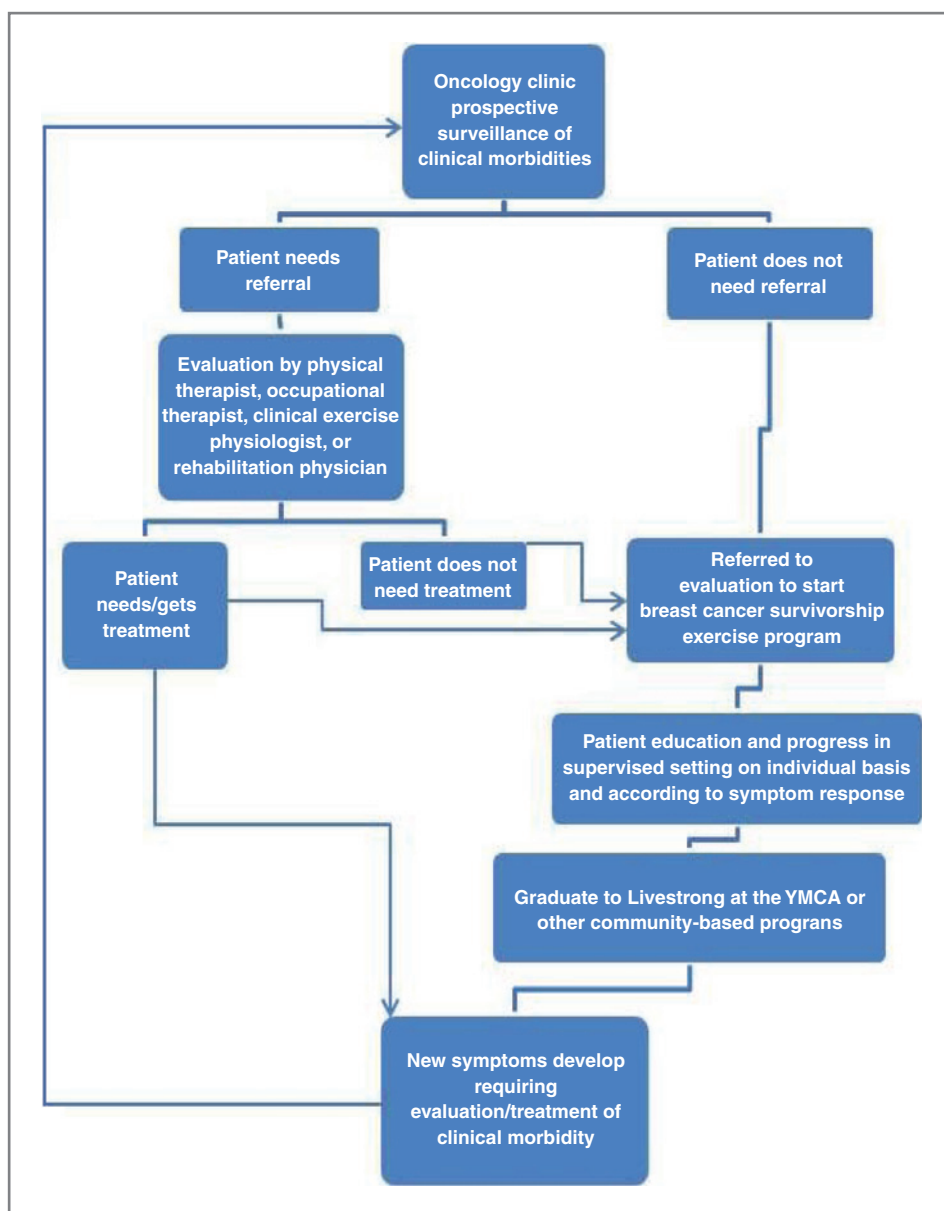 Oncology clinic
prospective
surveillance of
clinical morbidities
Patient needs
referral
Patient does not
need referral
Evaluation by physical
therapist, occupational
therapist, clinical exercise
physiologist, or
rehabilitation physician
Patient
needs/gets
treatment
Patient does not
need treatment
Referred to
evaluation to start
breast cancer survivorship
exercise program
Patient education and progress in
supervised setting on individual basis
and according to symptom response
Graduate to Livestrong at the YMCA or
other community-based prograns
New symptoms develop
requiring
evaluation/treatment of
clinical morbidity